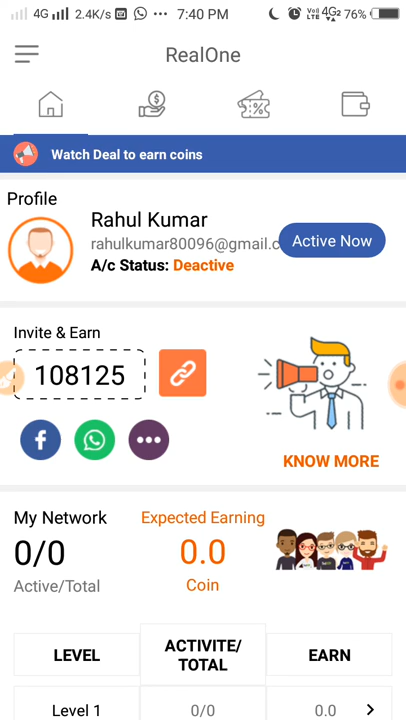 4G 2.4K/s 7:40 PM 4G2 76%
RealOne
Watch Deal to earn coins
Profile
Rahul Kumar
rahulkumar80096@gmail.c
Active Now
A/c Status: Deactive
Invite & Earn
108125
KNOW MORE
My Network
Expected Earning
0/0
0.0
Active/Total
Coin
LEVEL
ACTIVITE/
TOTAL
EARN
Level 1
0/0
0.0